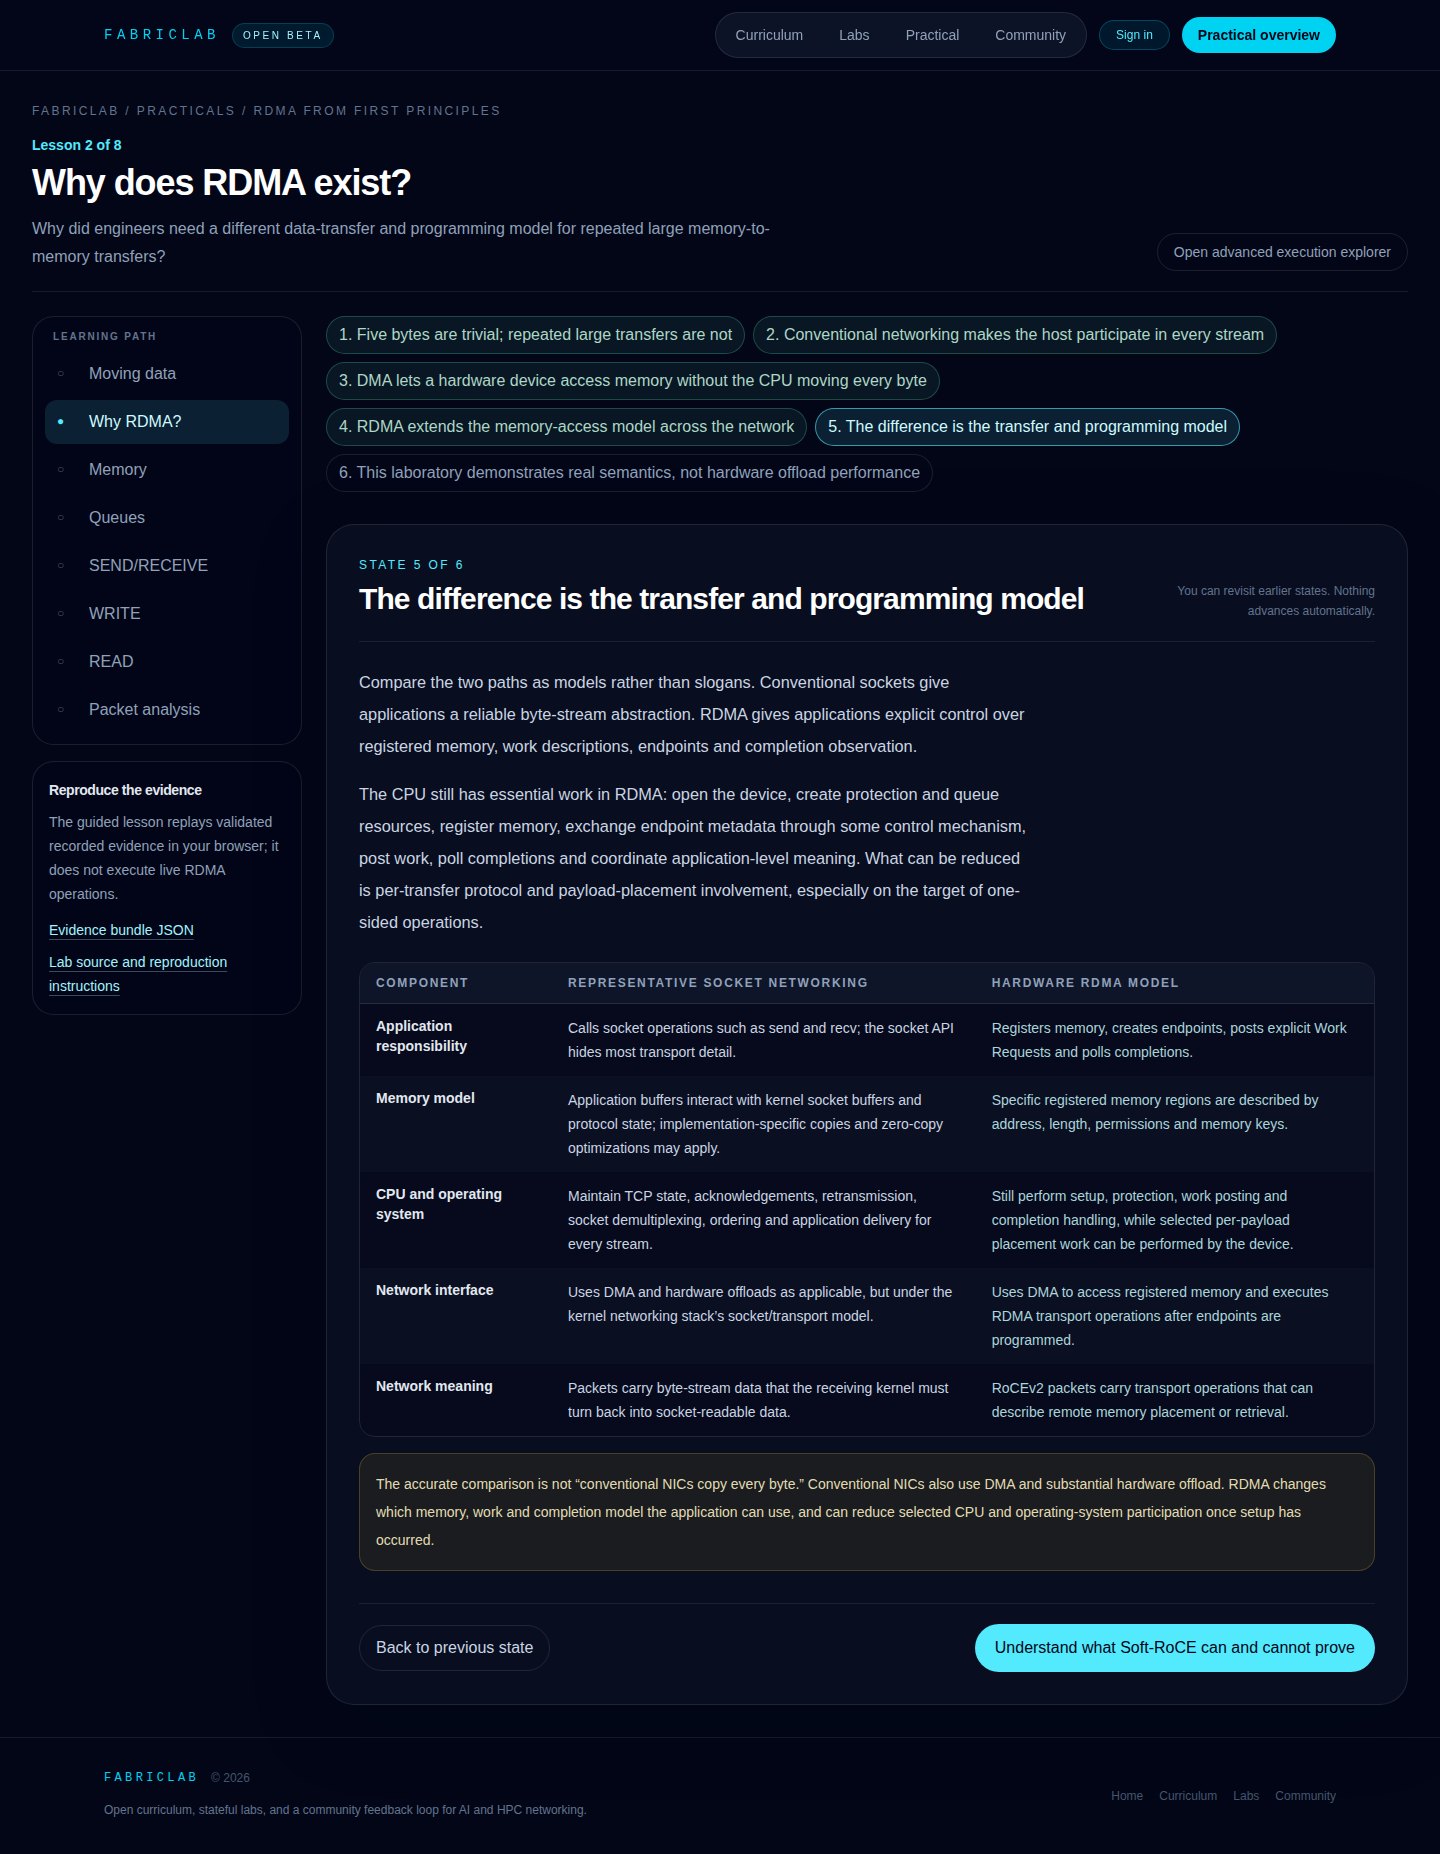 FABRICLAB OPEN BETA Curriculum Labs Practical Community Sign in Practical overview
FABRICLAB / PRACTICALS / RDMA FROM FIRST PRINCIPLES
Lesson 2 of 8
Why does RDMA exist?
Why did engineers need a different data-transfer and programming model for repeated large memory-to-
memory transfers?
Open advanced execution explorer
LEARNING PATH
Moving data
Why RDMA?
Memory
Queues
SEND/RECEIVE
WRITE
READ
Packet analysis
Reproduce the evidence
The guided lesson replays validated
recorded evidence in your browser; it
does not execute live RDMA
operations.
Evidence bundle JSON
Lab source and reproduction
instructions
1. Five bytes are trivial; repeated large transfers are not
2. Conventional networking makes the host participate in every stream
3. DMA lets a hardware device access memory without the CPU moving every byte
4. RDMA extends the memory-access model across the network
5. The difference is the transfer and programming model
6. This laboratory demonstrates real semantics, not hardware offload performance
STATE 5 OF 6
The difference is the transfer and programming model
You can revisit earlier states. Nothing
advances automatically.
Compare the two paths as models rather than slogans. Conventional sockets give
applications a reliable byte-stream abstraction. RDMA gives applications explicit control over
registered memory, work descriptions, endpoints and completion observation.
The CPU still has essential work in RDMA: open the device, create protection and queue
resources, register memory, exchange endpoint metadata through some control mechanism,
post work, poll completions and coordinate application-level meaning. What can be reduced
is per-transfer protocol and payload-placement involvement, especially on the target of one-
sided operations.
COMPONENT REPRESENTATIVE SOCKET NETWORKING HARDWARE RDMA MODEL
Application
responsibility
Calls socket operations such as send and recv; the socket API
hides most transport detail.
Registers memory, creates endpoints, posts explicit Work
Requests and polls completions.
Memory model
Application buffers interact with kernel socket buffers and
protocol state; implementation-specific copies and zero-copy
optimizations may apply.
Specific registered memory regions are described by
address, length, permissions and memory keys.
CPU and operating
system
Maintain TCP state, acknowledgements, retransmission,
socket demultiplexing, ordering and application delivery for
every stream.
Still perform setup, protection, work posting and
completion handling, while selected per-payload
placement work can be performed by the device.
Network interface
Uses DMA and hardware offloads as applicable, but under the
kernel networking stack’s socket/transport model.
Uses DMA to access registered memory and executes
RDMA transport operations after endpoints are
programmed.
Network meaning
Packets carry byte-stream data that the receiving kernel must
turn back into socket-readable data.
RoCEv2 packets carry transport operations that can
describe remote memory placement or retrieval.
The accurate comparison is not “conventional NICs copy every byte.” Conventional NICs also use DMA and substantial hardware offload. RDMA changes
which memory, work and completion model the application can use, and can reduce selected CPU and operating-system participation once setup has
occurred.
Back to previous state
Understand what Soft-RoCE can and cannot prove
FABRICLAB © 2026
Open curriculum, stateful labs, and a community feedback loop for AI and HPC networking.
Home Curriculum Labs Community